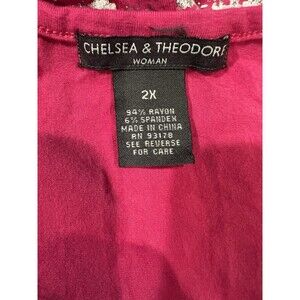 CHELSEA & THEODORE
WOMAN
2X
94% RAYON
6% SPANDEX
MADE IN CHINA
RN 93178
SEE REVERSE
FOR CARE